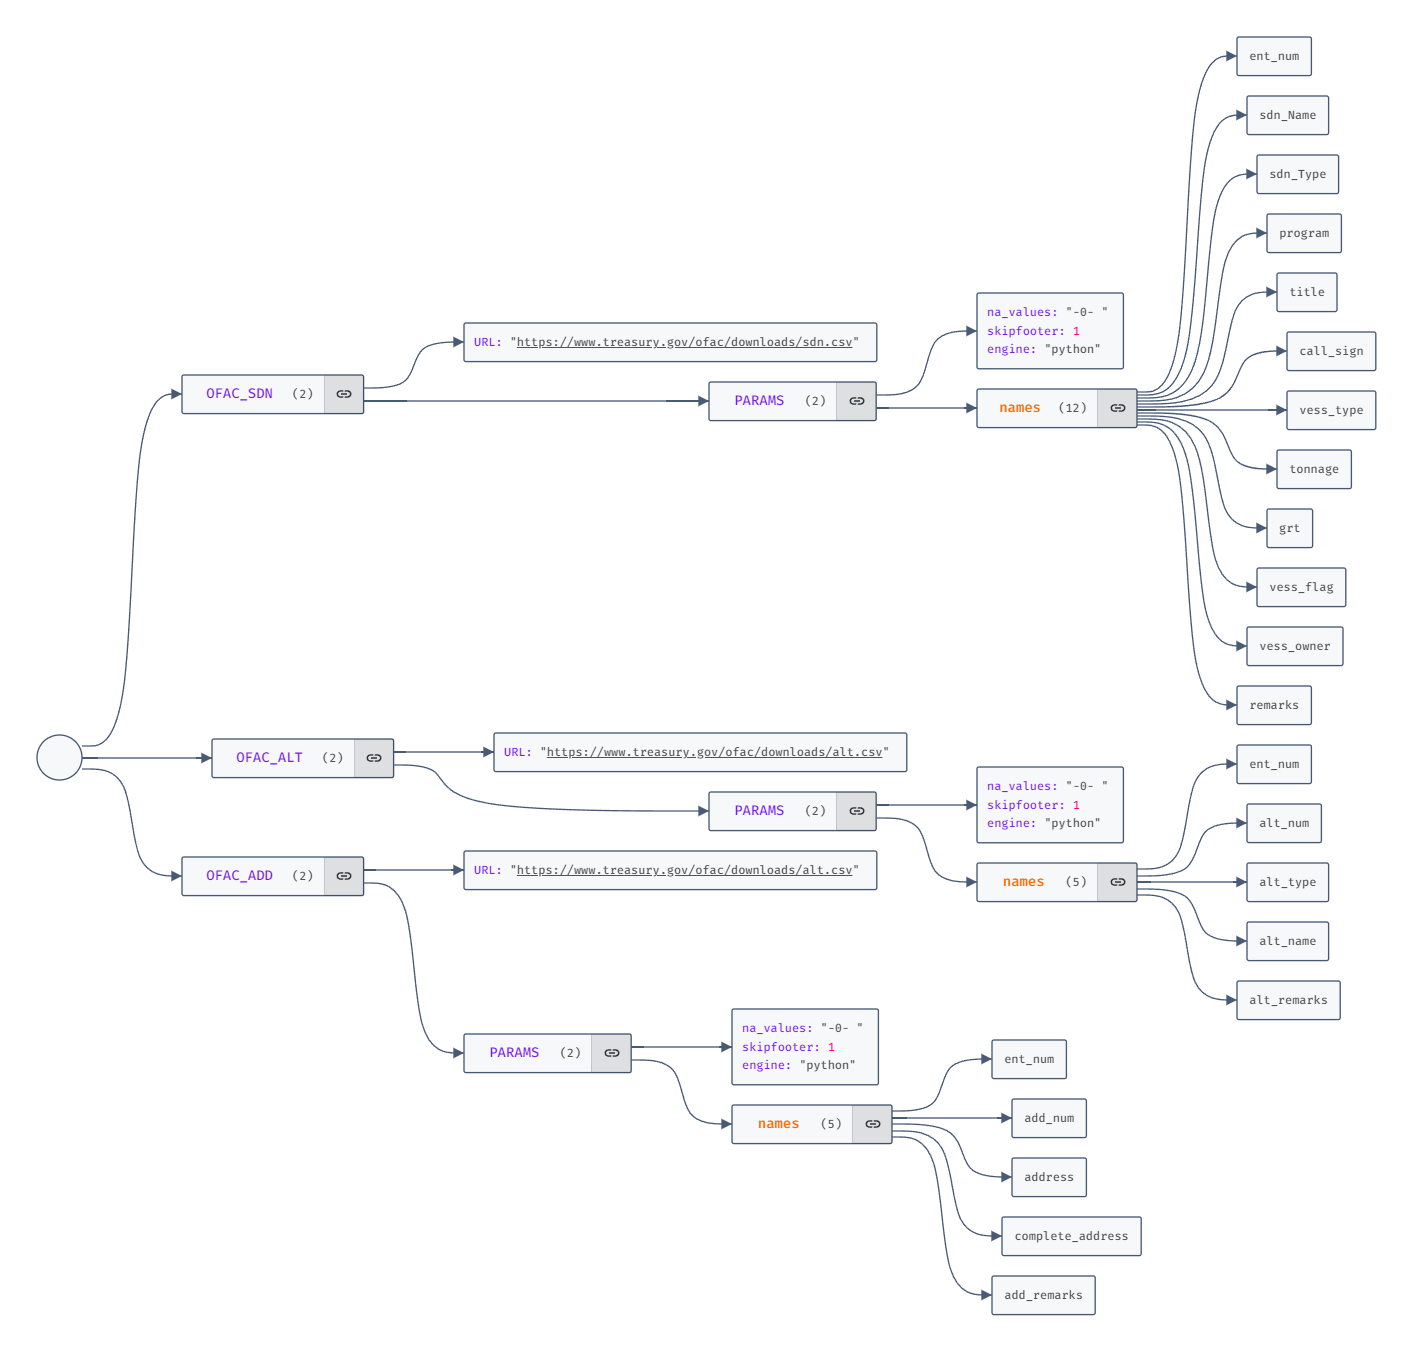 OFAC_SDN (2)
URL: "https://www.treasury.gov/ofac/downloads/sdn.csv"
PARAMS (2)
na_values: "-0- "
skipfooter: 1
engine: "python"
names (12)
ent_num
sdn_Name
sdn_Type
program
title
call_sign
vess_type
tonnage
grt
vess_flag
vess_owner
remarks
OFAC_ALT (2)
URL: "https://www.treasury.gov/ofac/downloads/alt.csv"
PARAMS (2)
na_values: "-0- "
skipfooter: 1
engine: "python"
names (5)
ent_num
alt_num
alt_type
alt_name
alt_remarks
OFAC_ADD (2)
URL: "https://www.treasury.gov/ofac/downloads/alt.csv"
PARAMS (2)
na_values: "-0- "
skipfooter: 1
engine: "python"
names (5)
ent_num
add_num
address
complete_address
add_remarks